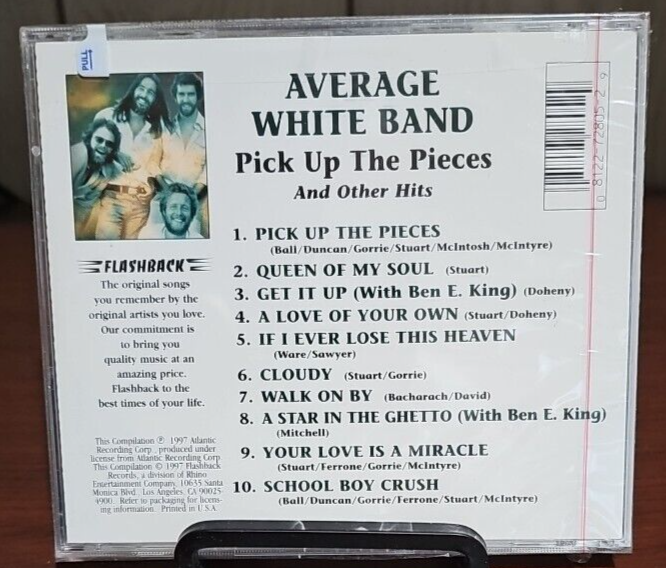 PULL
AVERAGE
WHITE BAND
Pick Up The Pieces
And Other Hits
0 8122-72805-2 9
1. PICK UP THE PIECES
(Ball/Duncan/Gorrie/Stuart/McIntosh/McIntyre)
2. QUEEN OF MY SOUL (Stuart)
3. GET IT UP (With Ben E. King) (Doheny)
4. A LOVE OF YOUR OWN (Stuart/Doheny)
5. IF I EVER LOSE THIS HEAVEN
(Ware/Sawyer)
6. CLOUDY (Stuart/Gorrie)
7. WALK ON BY (Bacharach/David)
8. A STAR IN THE GHETTO (With Ben E. King)
(Mitchell)
9. YOUR LOVE IS A MIRACLE
(Stuart/Ferrone/Gorrie/McIntyre)
10. SCHOOL BOY CRUSH
(Ball/Duncan/Gorrie/Ferrone/Stuart/McIntyre)
FLASHBACK
The original songs
you remember by the
original artists you love.
Our commitment is
to bring you
quality music at an
amazing price.
Flashback to the
best times of your life.
This Compilation ℗ 1997 Atlantic
Recording Corp., produced under
license from Atlantic Recording Corp.
This Compilation © 1997 Flashback
Records, a division of Rhino
Entertainment Company, 10635 Santa
Monica Blvd., Los Angeles, CA 90025
-4900. Refer to packaging for licens-
ing information. Printed in U.S.A.